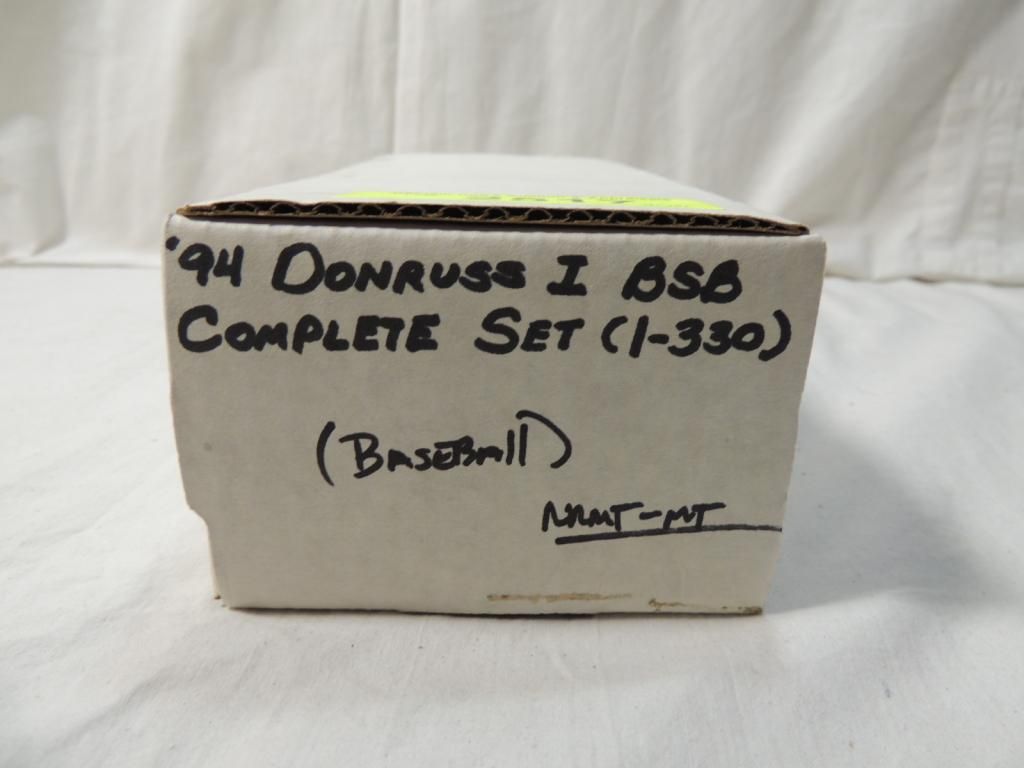 '94 DONRUSS I BSB
COMPLETE SET (1-330)
(BASEBAll)
NRMT-MT